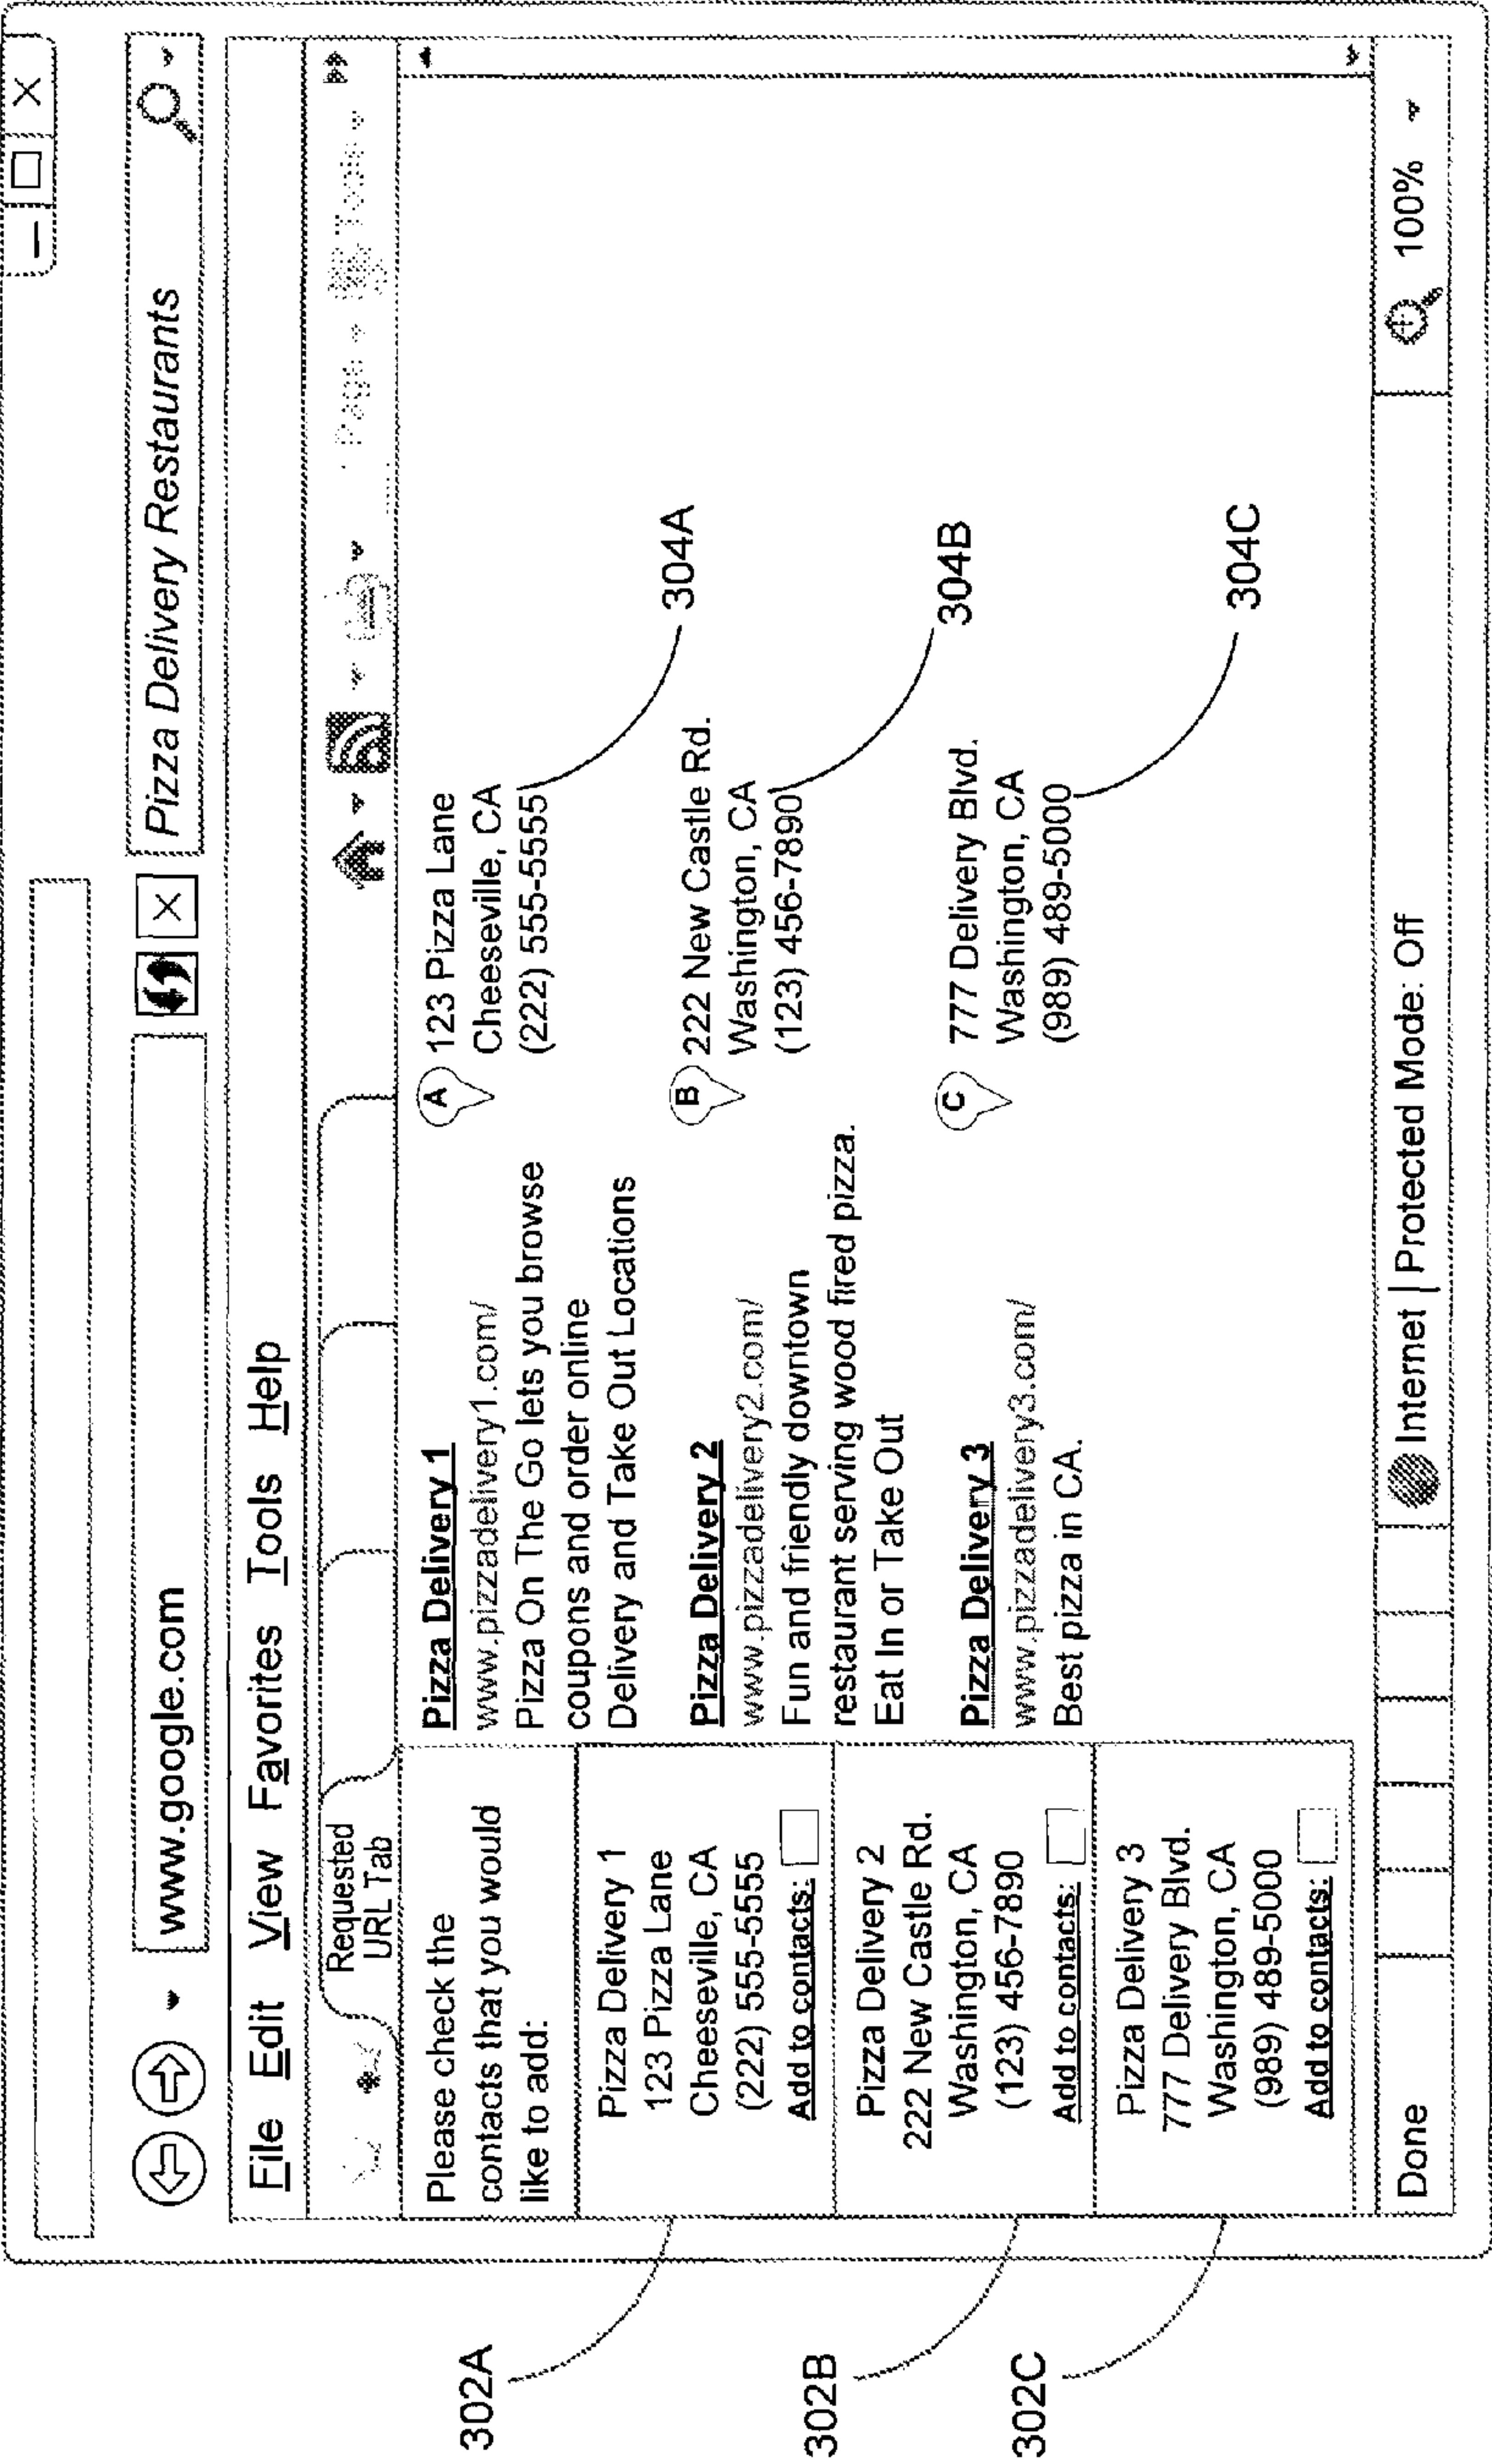 www.google.com
Pizza Delivery Restaurants
File Edit View Favorites Tools Help
Requested
URL Tab
Page
Tools
Please check the
contacts that you would
like to add:
Pizza Delivery 1
123 Pizza Lane
Cheeseville, CA
(222) 555-5555
Add to contacts:
Pizza Delivery 2
222 New Castle Rd.
Washington, CA
(123) 456-7890
Add to contacts:
Pizza Delivery 3
777 Delivery Blvd.
Washington, CA
(989) 489-5000
Add to contacts:
Pizza Delivery 1
www.pizzadelivery1.com/
Pizza On The Go lets you browse
coupons and order online
Delivery and Take Out Locations
Pizza Delivery 2
www.pizzadelivery2.com/
Fun and friendly downtown
restaurant serving wood fired pizza.
Eat In or Take Out
Pizza Delivery 3
www.pizzadelivery3.com/
Best pizza in CA.
A
123 Pizza Lane
Cheeseville, CA
(222) 555-5555
B
222 New Castle Rd.
Washington, CA
(123) 456-7890
C
777 Delivery Blvd.
Washington, CA
(989) 489-5000
304A
304B
304C
302A
302B
302C
Done
Internet | Protected Mode: Off
100%